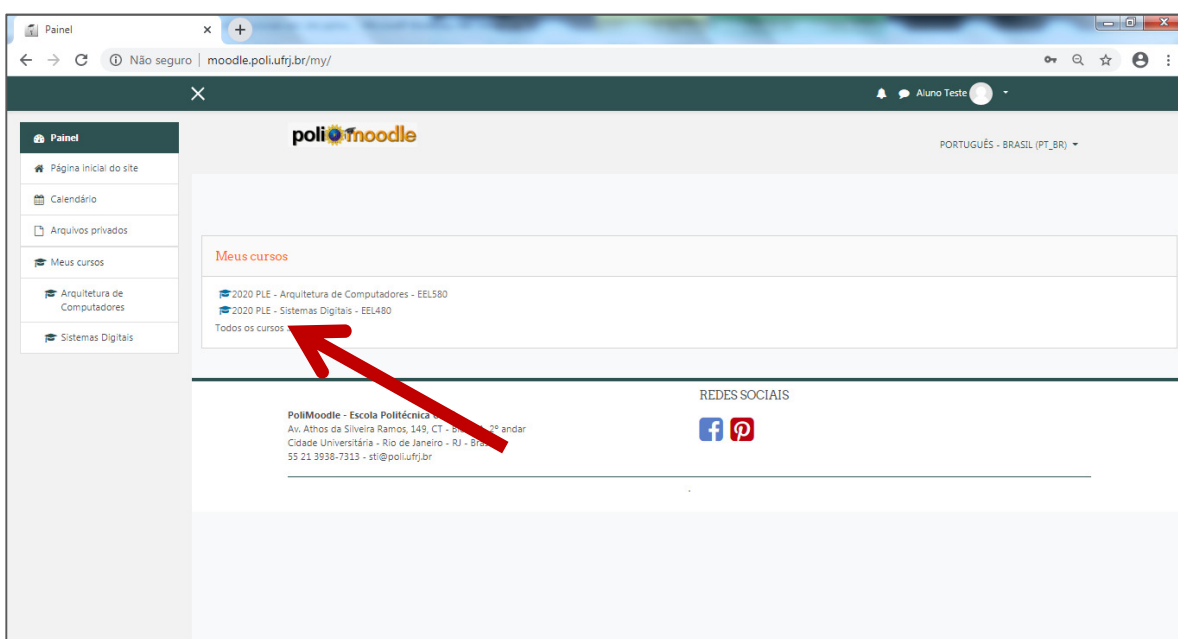 Painel
Não seguro | moodle.poli.ufrj.br/my/
Aluno Teste
Painel
polimoodle
PORTUGUÊS - BRASIL (PT_BR)
Página inicial do site
Calendário
Arquivos privados
Meus cursos
Meus cursos
Arquitetura de
Computadores
Sistemas Digitais
2020 PLE - Arquitetura de Computadores - EEL580
2020 PLE - Sistemas Digitais - EEL480
Todos os cursos
REDES SOCIAIS
PoliMoodle - Escola Politécnica
Av. Athos da Silveira Ramos, 149, CT - 2º andar
Cidade Universitária - Rio de Janeiro - RJ -
55 21 3938-7313 - sti@poli.ufrj.br